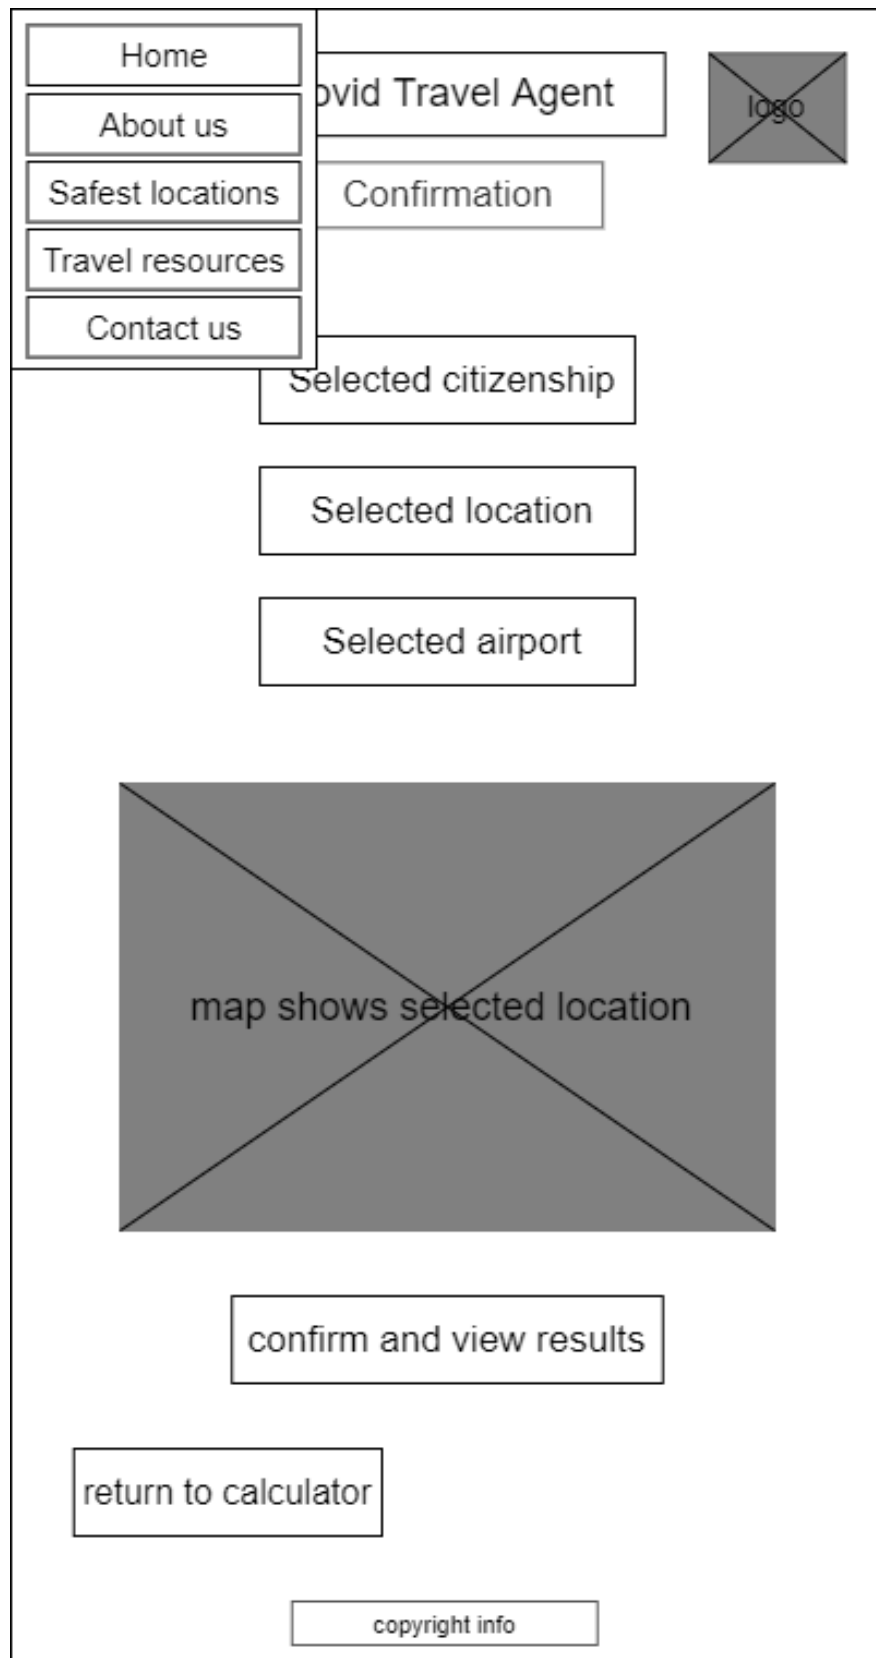 Home
About us
Safest locations
Travel resources
Contact us
ovid Travel Agent
logo
Confirmation
Selected citizenship
Selected location
Selected airport
map shows selected location
confirm and view results
return to calculator
copyright info